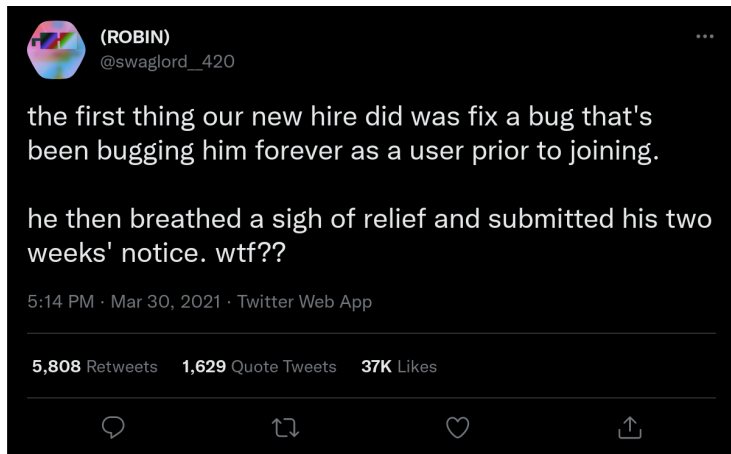 (ROBIN)
@swaglord__420
the first thing our new hire did was fix a bug that's
been bugging him forever as a user prior to joining.
he then breathed a sigh of relief and submitted his two
weeks' notice. wtf??
5:14 PM · Mar 30, 2021 · Twitter Web App
5,808 Retweets 1,629 Quote Tweets 37K Likes